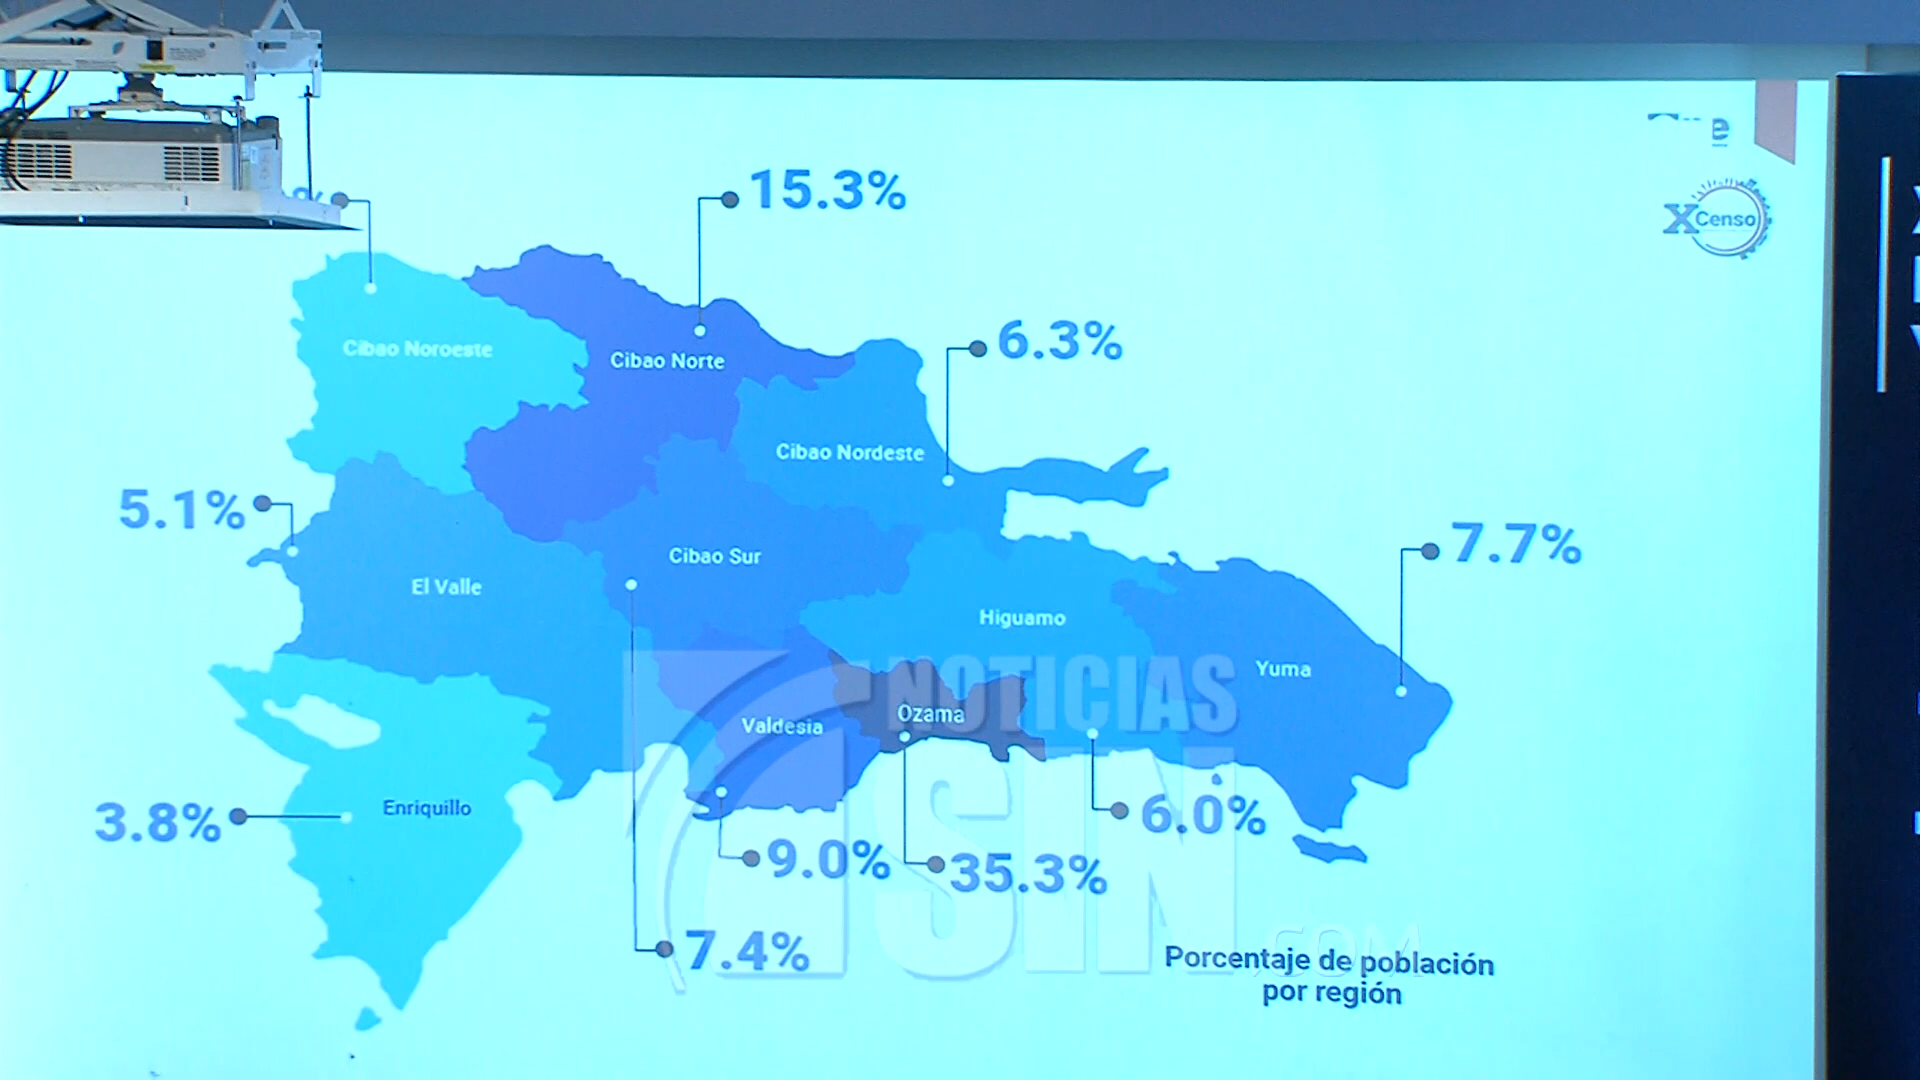 15.3%
6.3%
5.1%
7.7%
3.8%
9.0%
35.3%
6.0%
7.4%
Cibao Noroeste
Cibao Norte
Cibao Nordeste
Cibao Sur
El Valle
Higuamo
Yuma
Valdesia
Ozama
Enriquillo
XCenso
NOTICIAS
SIN
.COM
Porcentaje de población
por región